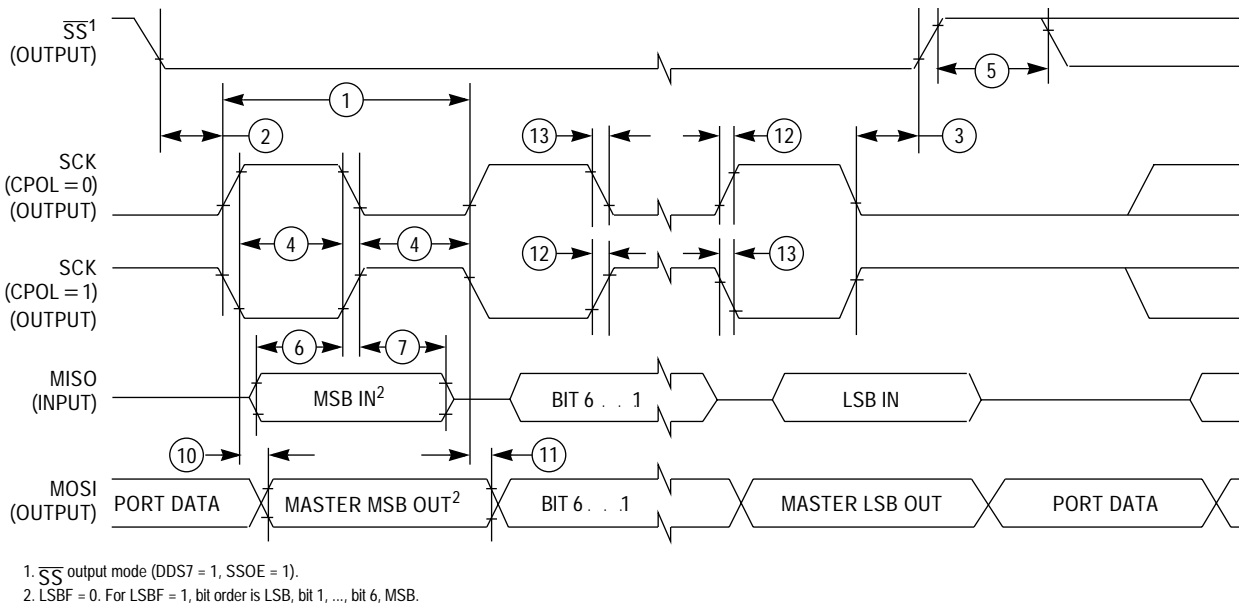 SS1
(OUTPUT)
5
1
2
13
12
3
SCK
(CPOL = 0)
(OUTPUT)
4
4
12
13
SCK
(CPOL = 1)
(OUTPUT)
6
7
MISO
(INPUT)
MSB IN2
BIT 6 . . . 1
LSB IN
10
11
MOSI
(OUTPUT)
PORT DATA
MASTER MSB OUT2
BIT 6 . . . 1
MASTER LSB OUT
PORT DATA
1. SS output mode (DDS7 = 1, SSOE = 1).
2. LSBF = 0. For LSBF = 1, bit order is LSB, bit 1, ..., bit 6, MSB.